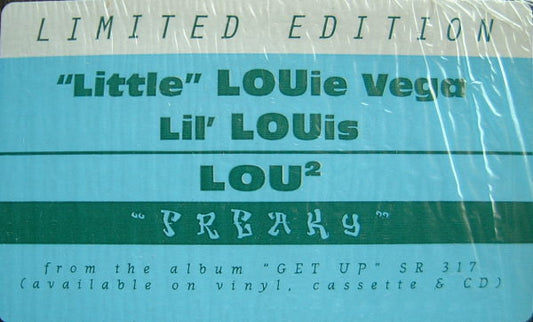 LIMITED EDITION
"Little" LOUie Vega
Lil' LOUis
LOU²
"FREAKY"
from the album "GET UP" SR 317
(available on vinyl, cassette & CD)